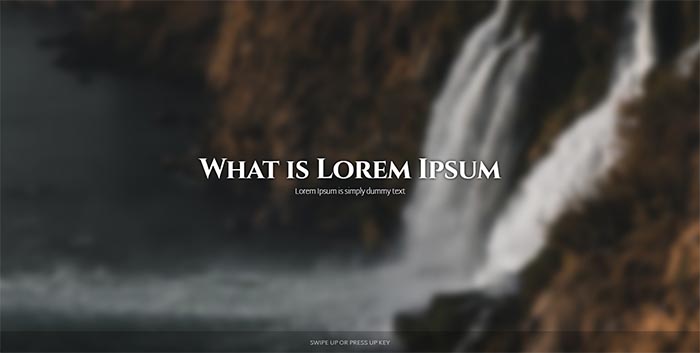 What is Lorem Ipsum
Lorem Ipsum is simply dummy text
SWIPE UP OR PRESS UP KEY